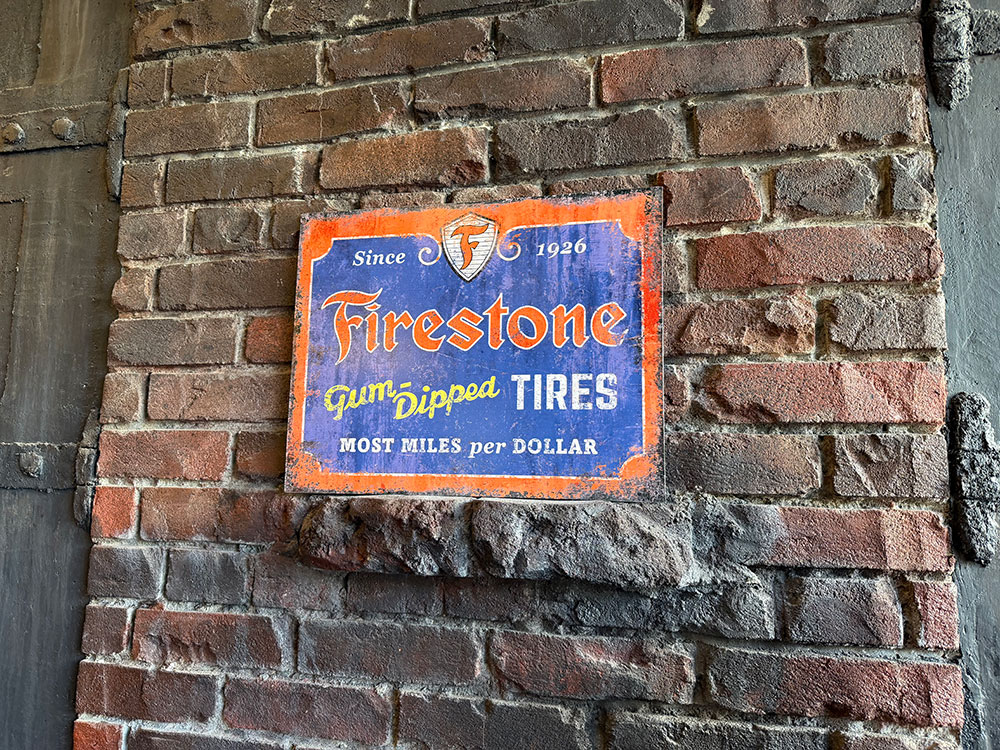 Since F 1926
Firestone
Gum-Dipped TIRES
MOST MILES per DOLLAR